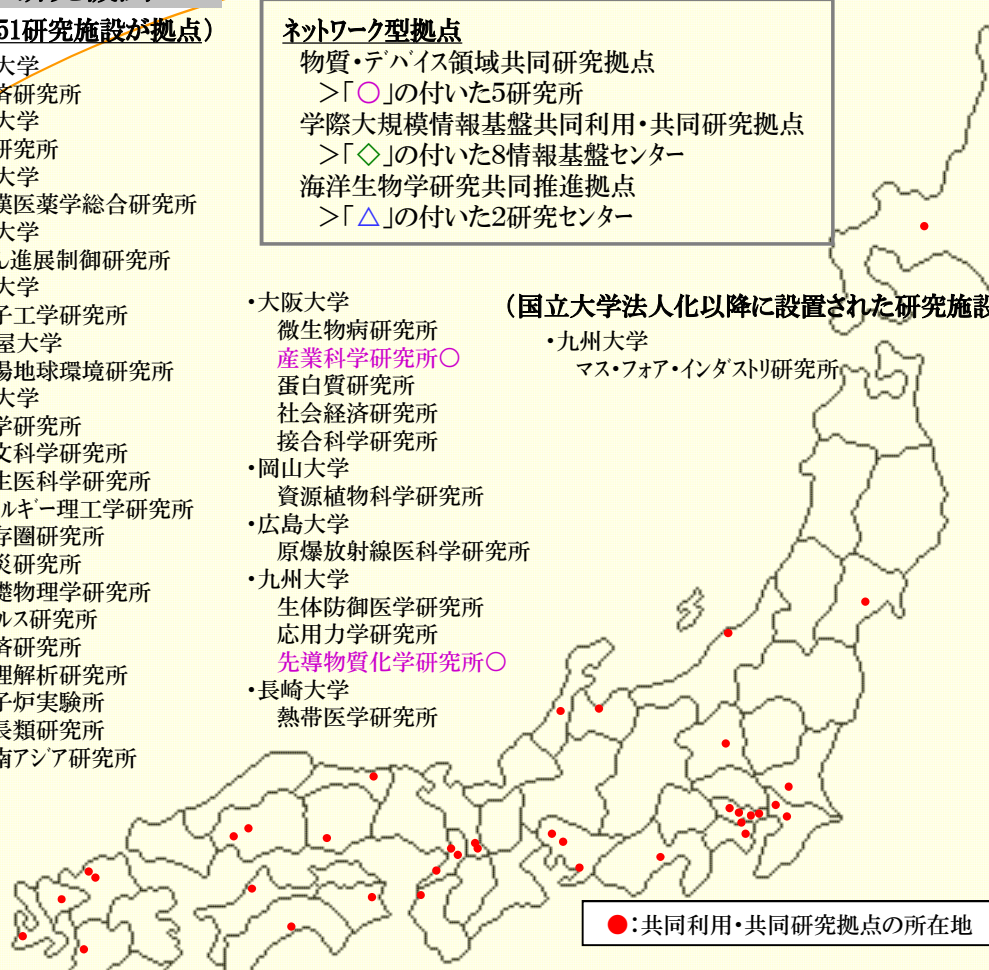 51研究施設が拠点）
大学
済研究所
大学
研究所
大学
漢医薬学総合研究所
大学
ん進展制御研究所
大学
子工学研究所
屋大学
陽地球環境研究所
大学
学研究所
文科学研究所
生医科学研究所
ルギー理工学研究所
存圏研究所
災研究所
礎物理学研究所
ルス研究所
済研究所
理解析研究所
子炉実験所
長類研究所
南アジア研究所
ネットワーク型拠点
物質・デバイス領域共同研究拠点
＞「○」の付いた5研究所
学際大規模情報基盤共同利用・共同研究拠点
＞「◇」の付いた8情報基盤センター
海洋生物学研究共同推進拠点
＞「△」の付いた2研究センター
・大阪大学
微生物病研究所
産業科学研究所○
蛋白質研究所
社会経済研究所
接合科学研究所
・岡山大学
資源植物科学研究所
・広島大学
原爆放射線医科学研究所
・九州大学
生体防御医学研究所
応用力学研究所
先導物質化学研究所○
・長崎大学
熱帯医学研究所
（国立大学法人化以降に設置された研究施設
・九州大学
マス・フォア・インダストリ研究所
●：共同利用・共同研究拠点の所在地